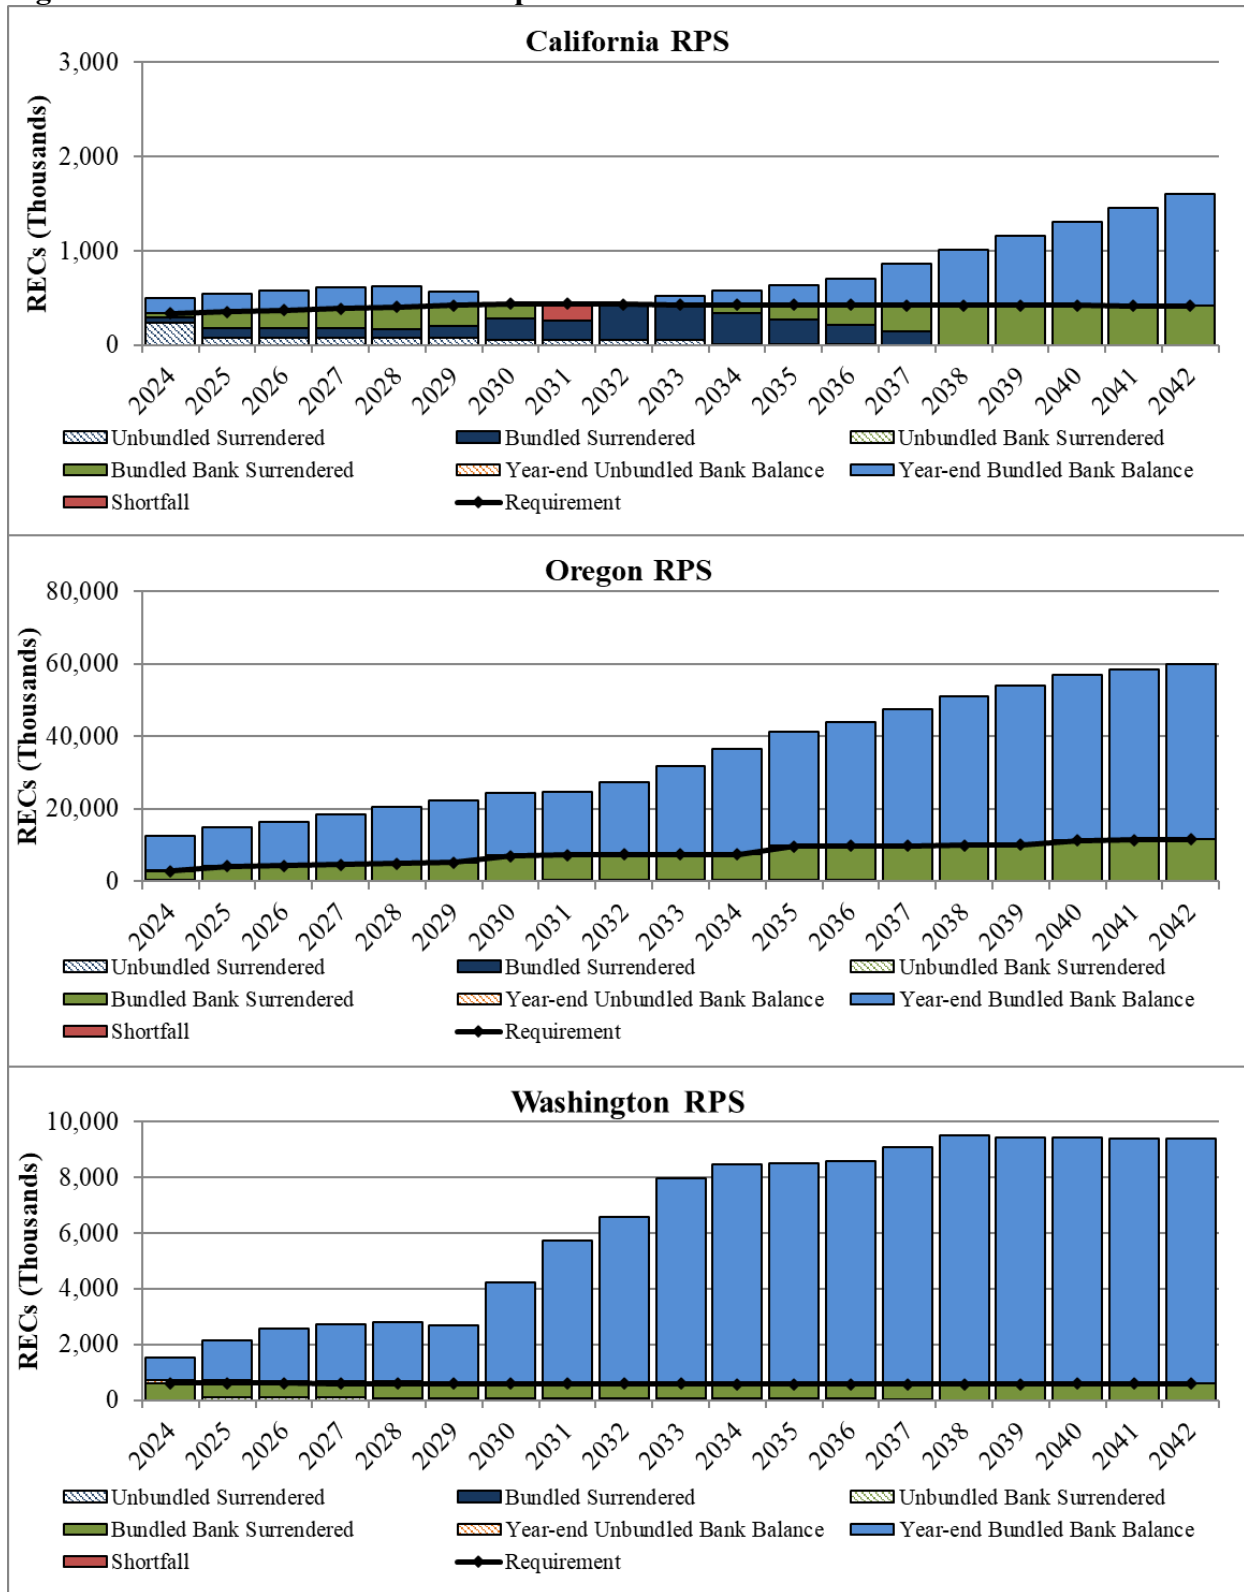 California RPS
RECs (Thousands)
3,000
2,000
1,000
0
2024 2025 2026 2027 2028 2029 2030 2031 2032 2033 2034 2035 2036 2037 2038 2039 2040 2041 2042
Unbundled Surrendered Bundled Surrendered Unbundled Bank Surrendered
Bundled Bank Surrendered Year-end Unbundled Bank Balance Year-end Bundled Bank Balance
Shortfall Requirement
Oregon RPS
RECs (Thousands)
80,000
60,000
40,000
20,000
0
2024 2025 2026 2027 2028 2029 2030 2031 2032 2033 2034 2035 2036 2037 2038 2039 2040 2041 2042
Unbundled Surrendered Bundled Surrendered Unbundled Bank Surrendered
Bundled Bank Surrendered Year-end Unbundled Bank Balance Year-end Bundled Bank Balance
Shortfall Requirement
Washington RPS
RECs (Thousands)
10,000
8,000
6,000
4,000
2,000
0
2024 2025 2026 2027 2028 2029 2030 2031 2032 2033 2034 2035 2036 2037 2038 2039 2040 2041 2042
Unbundled Surrendered Bundled Surrendered Unbundled Bank Surrendered
Bundled Bank Surrendered Year-end Unbundled Bank Balance Year-end Bundled Bank Balance
Shortfall Requirement